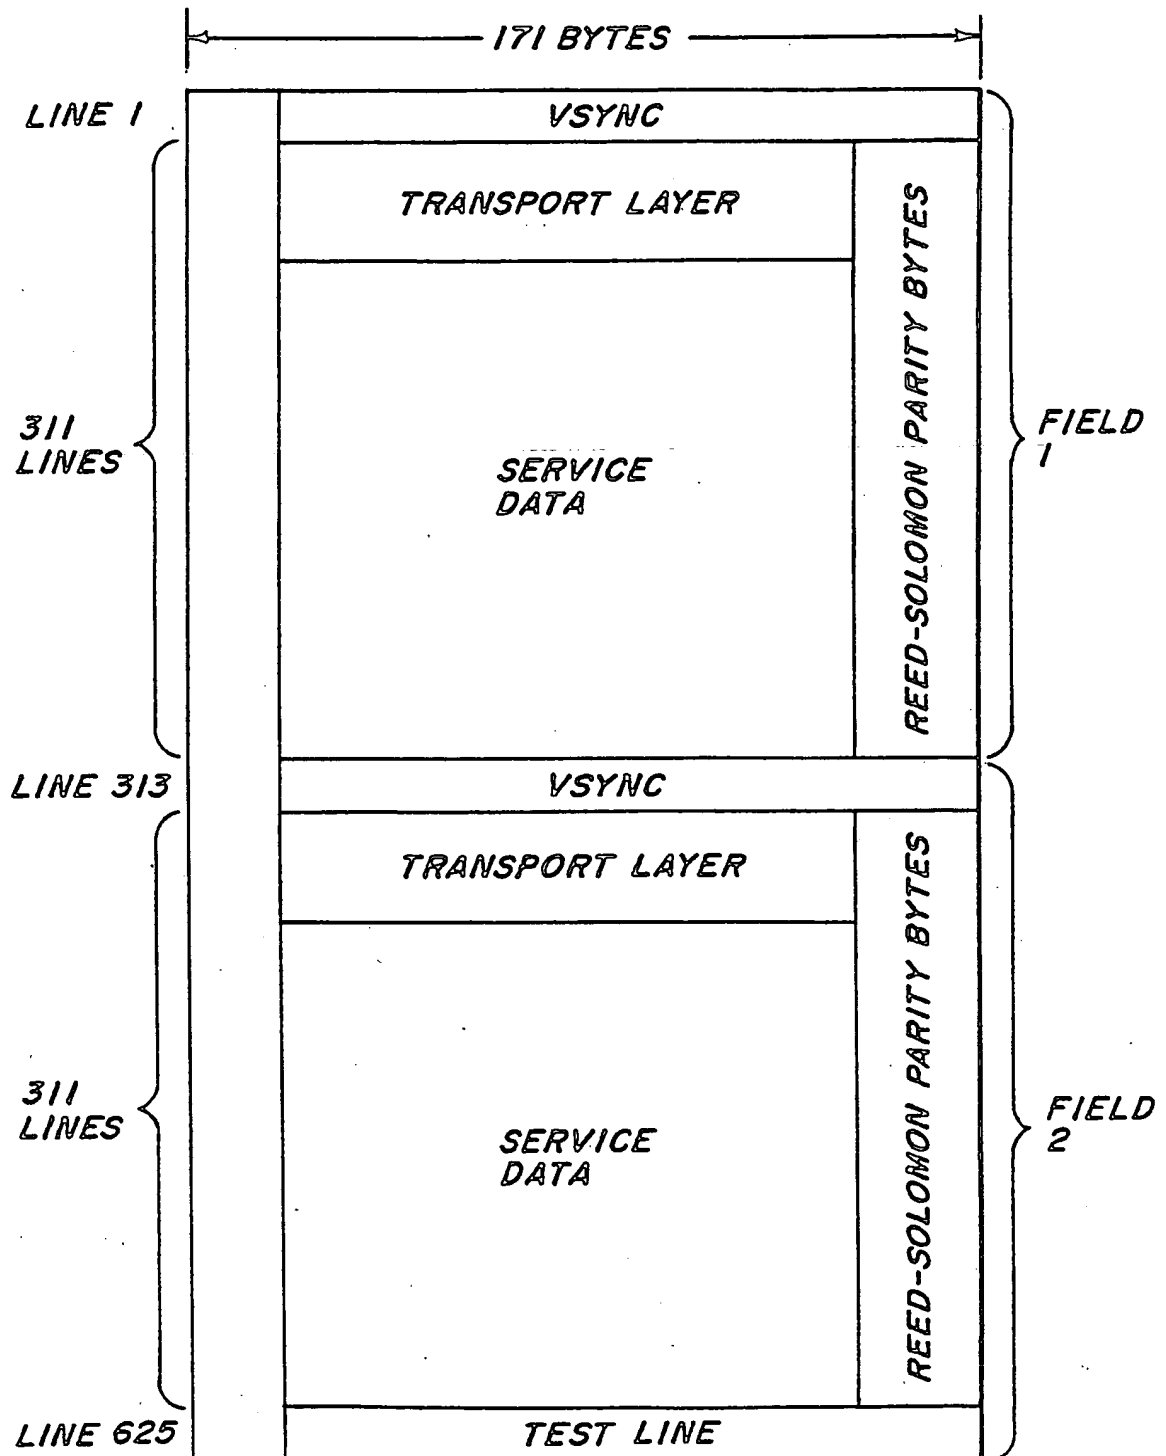 171 BYTES
LINE 1
VSYNC
TRANSPORT LAYER
REED-SOLOMON PARITY BYTES
311
LINES
SERVICE
DATA
FIELD
1
LINE 313
VSYNC
TRANSPORT LAYER
REED-SOLOMON PARITY BYTES
311
LINES
SERVICE
DATA
FIELD
2
LINE 625
TEST LINE